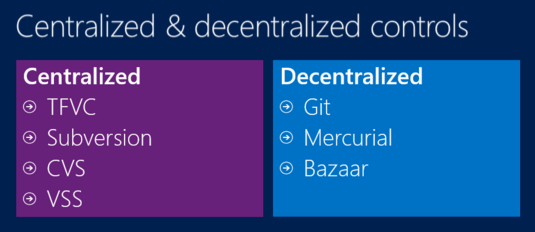 Centralized & decentralized controls
Centralized
TFVC
Subversion
CVS
VSS
Decentralized
Git
Mercurial
Bazaar